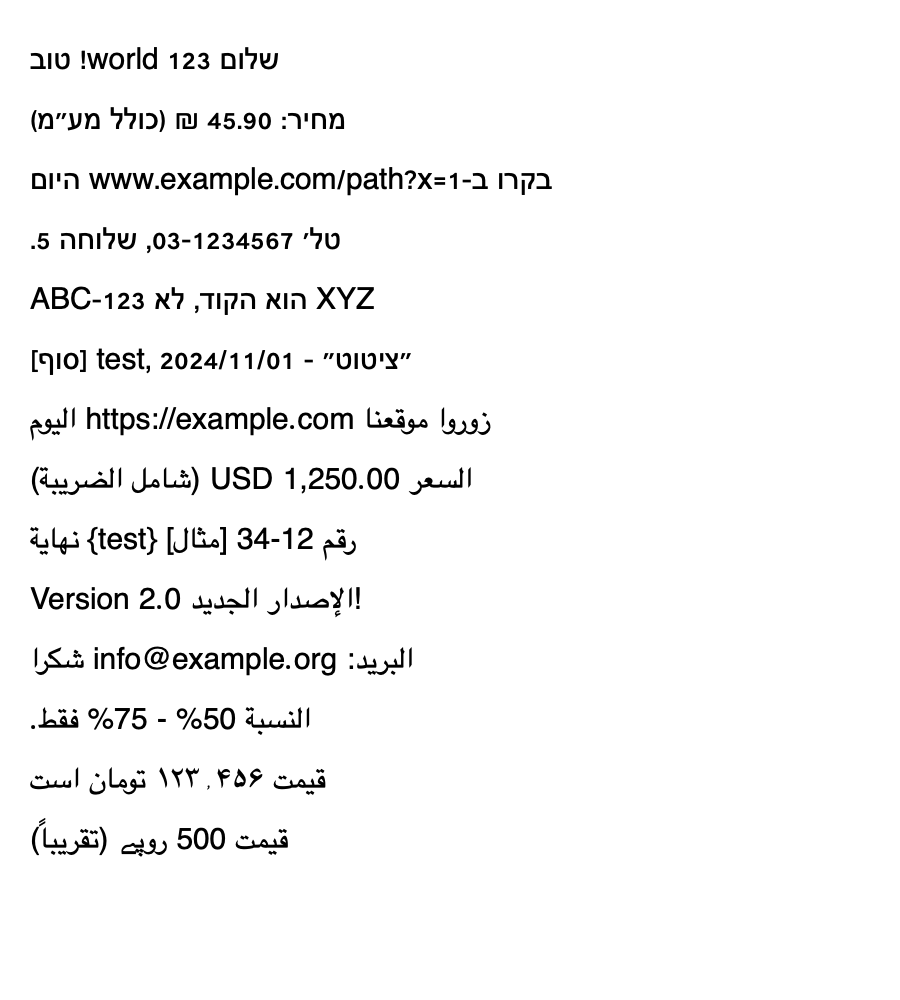 שלום 123 world! טוב
מחיר: 45.90 ₪ (כולל מע״מ)
בקרו ב-www.example.com/path?x=1 היום
טל׳ 03-1234567, שלוחה 5.
ABC-123 הוא הקוד, לא XYZ
״ציטוט״ - test, 2024/11/01 [סוף]
زوروا موقعنا https://example.com اليوم
السعر USD 1,250.00 (شامل الضريبة)
رقم 12-34 [مثال] {test} نهاية
Version 2.0 الإصدار الجديد!
البريد: info@example.org شكرا
النسبة 50% - 75% فقط.
قیمت ۱۲۳٬۴۵۶ تومان است
قیمت 500 روپے (تقریباً)